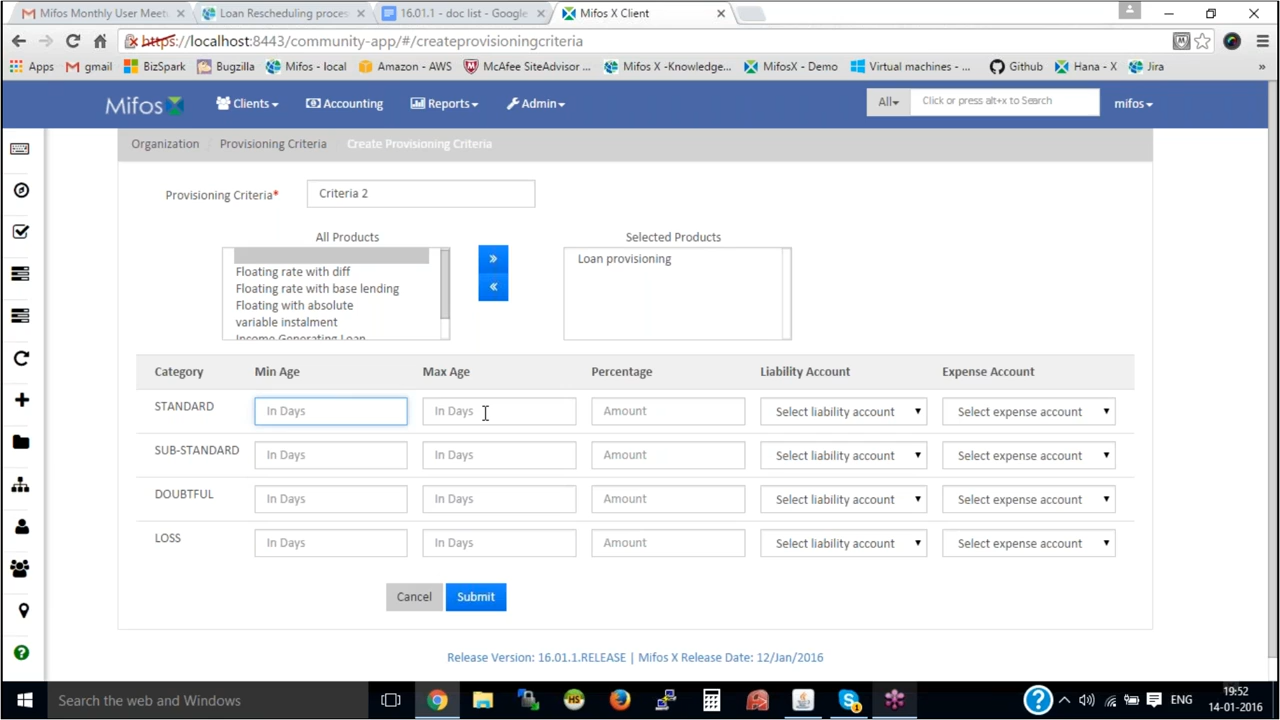 Mifos Monthly User Meet
Loan Rescheduling proces
16.01.1 - doc list - Google
Mifos X Client
https://localhost:8443/community-app/#/createprovisioningcriteria
Apps
gmail
BizSpark
Bugzilla
Mifos - local
Amazon - AWS
McAfee SiteAdvisor ...
Mifos X -Knowledge...
MifosX - Demo
Virtual machines - ...
Github
Hana - X
Jira
»
Mifos
Clients
Accounting
Reports
Admin
All
Click or press alt+x to Search
mifos
Organization / Provisioning Criteria / Create Provisioning Criteria
Provisioning Criteria*
Criteria 2
All Products
Selected Products
Floating rate with diff
Floating rate with base lending
Floating with absolute
variable instalment
Income Generating Loan
»
«
Loan provisioning
Category Min Age Max Age Percentage Liability Account Expense Account
STANDARD In Days In Days Amount Select liability account Select expense account
SUB-STANDARD In Days In Days Amount Select liability account Select expense account
DOUBTFUL In Days In Days Amount Select liability account Select expense account
LOSS In Days In Days Amount Select liability account Select expense account
Cancel
Submit
Release Version: 16.01.1.RELEASE | Mifos X Release Date: 12/Jan/2016
Search the web and Windows
ENG
19:52
14-01-2016